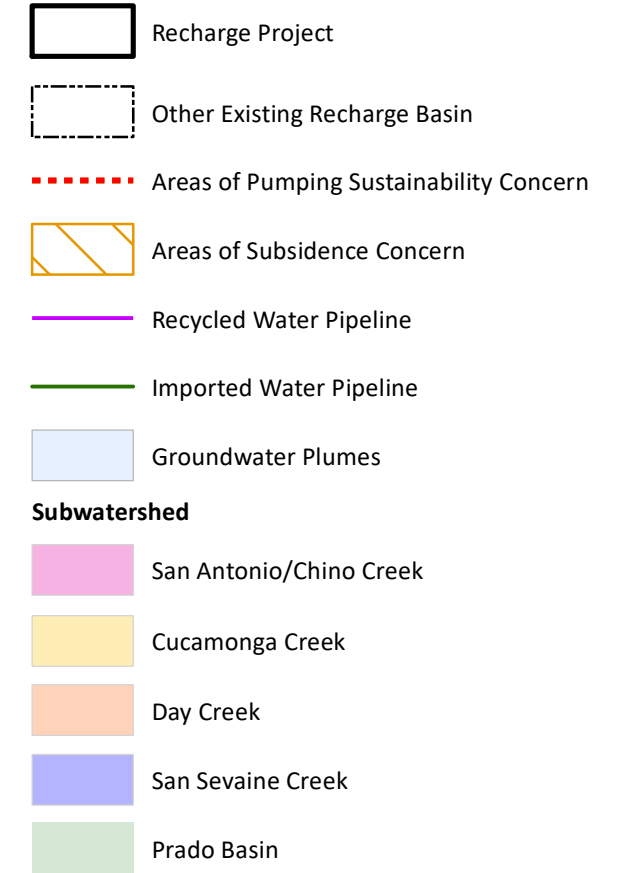 Recharge Project
Other Existing Recharge Basin
Areas of Pumping Sustainability Concern
Areas of Subsidence Concern
Recycled Water Pipeline
Imported Water Pipeline
Groundwater Plumes
Subwatershed
San Antonio/Chino Creek
Cucamonga Creek
Day Creek
San Sevaine Creek
Prado Basin